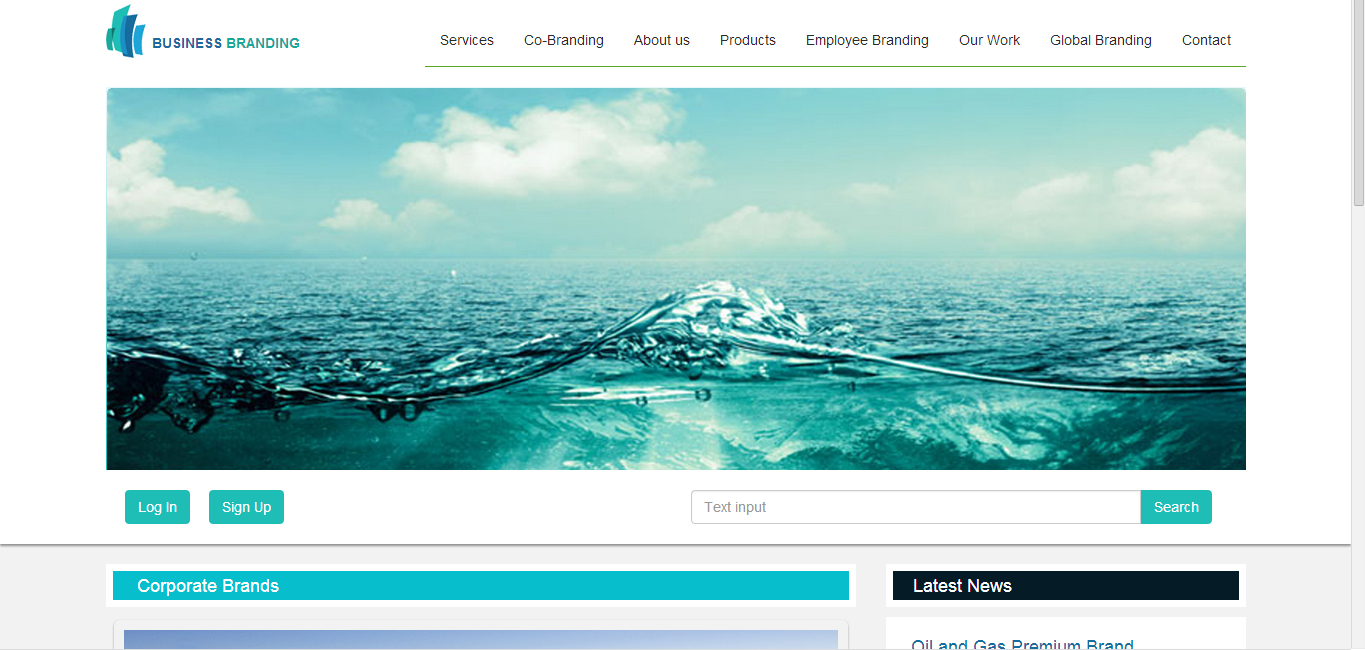 BUSINESS BRANDING
Services Co-Branding About us Products Employee Branding Our Work Global Branding Contact
Log In Sign Up Text input Search
Corporate Brands Latest News
Oil and Gas Premium Brand